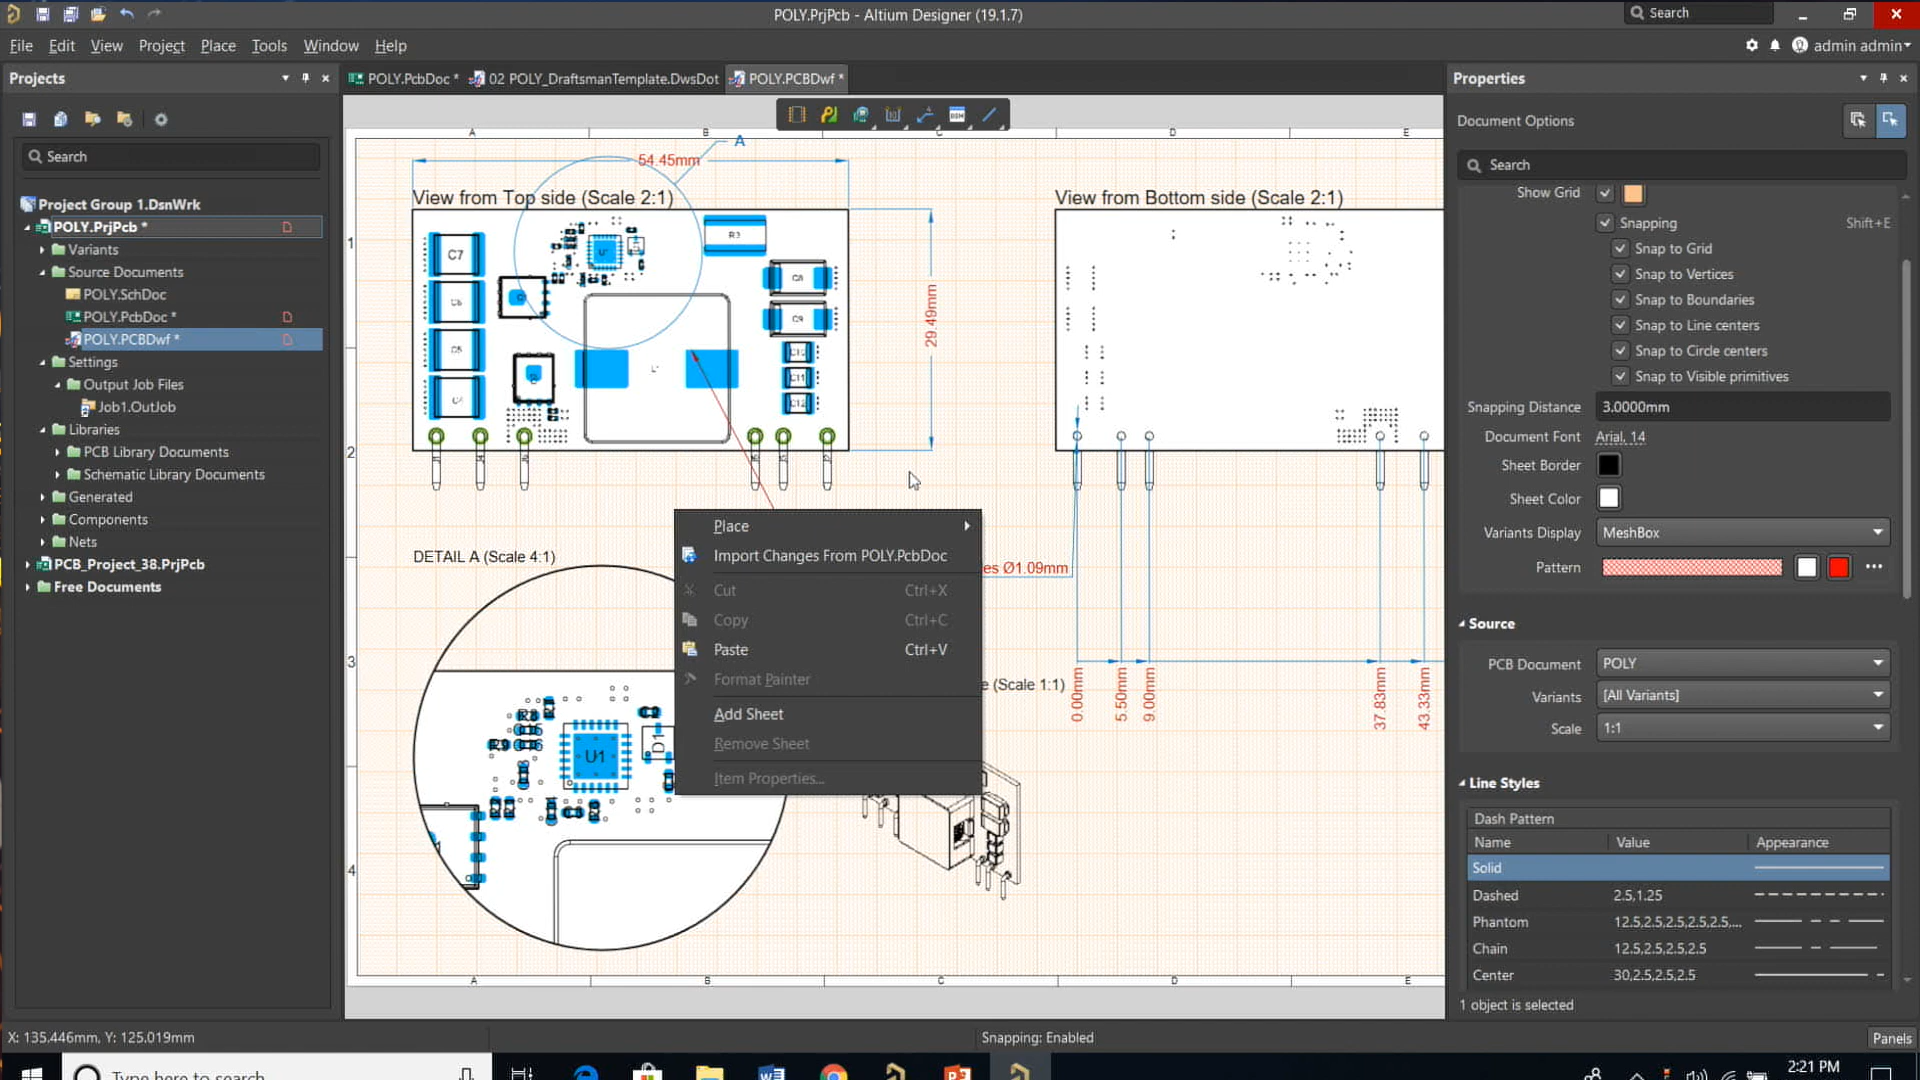 POLY.PrjPcb - Altium Designer (19.1.7)
Search
File Edit View Project Place Tools Window Help
admin admin
Projects
POLY.PcbDoc *
02 POLY_DraftsmanTemplate.DwsDot
POLY.PCBDwf *
Properties
Search
Project Group 1.DsnWrk
POLY.PrjPcb *
Variants
Source Documents
POLY.SchDoc
POLY.PcbDoc *
POLY.PCBDwf *
Settings
Output Job Files
Job1.OutJob
Libraries
PCB Library Documents
Schematic Library Documents
Generated
Components
Nets
PCB_Project_38.PrjPcb
Free Documents
A B C D E
1
2
3
4
A
54.45mm
View from Top side (Scale 2:1)
29.49mm
C7
C5
C9
C11
C12
View from Bottom side (Scale 2:1)
DETAIL A (Scale 4:1)
U1
D1
es Ø1.09mm
e (Scale 1:1)
0.00mm
5.50mm
9.00mm
37.83mm
43.33mm
A B C D E
Place
Import Changes From POLY.PcbDoc
Cut Ctrl+X
Copy Ctrl+C
Paste Ctrl+V
Format Painter
Add Sheet
Remove Sheet
Item Properties...
Document Options
Search
Show Grid
Snapping Shift+E
Snap to Grid
Snap to Vertices
Snap to Boundaries
Snap to Line centers
Snap to Circle centers
Snap to Visible primitives
Snapping Distance 3.0000mm
Document Font Arial, 14
Sheet Border
Sheet Color
Variants Display MeshBox
Pattern
Source
PCB Document POLY
Variants [All Variants]
Scale 1:1
Line Styles
Dash Pattern
Name Value Appearance
Solid
Dashed 2.5,1.25
Phantom 12.5,2.5,2.5,2.5,2.5,...
Chain 12.5,2.5,2.5,2.5
Center 30,2.5,2.5,2.5
1 object is selected
X: 135.446mm, Y: 125.019mm
Snapping: Enabled
Panels
Type here to search
2:21 PM